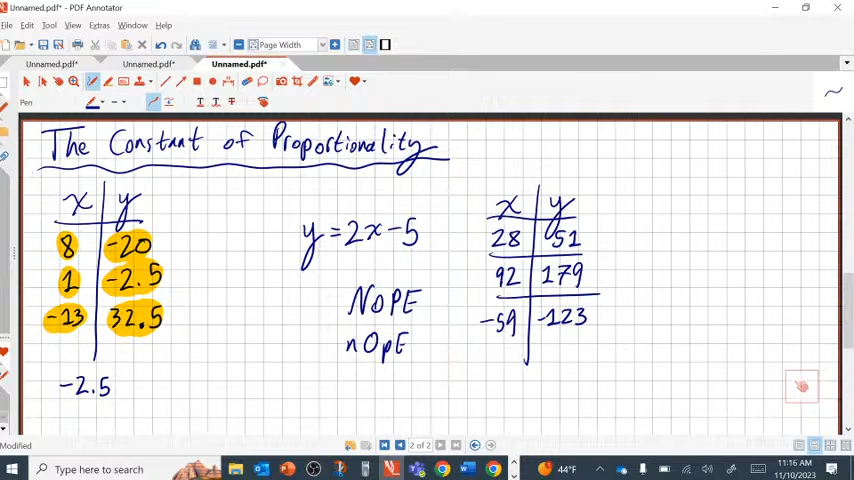 Unnamed.pdf* - PDF Annotator
File Edit Tool View Extras Window Help
Page Width
Unnamed.pdf* Unnamed.pdf* Unnamed.pdf*
Pen
The Constant of Proportionality
x y
8 -20
1 -2.5
-13 32.5
-2.5
y=2x-5
NOPE
nOpE
x y
28 51
92 179
-59 -123
Modified
2 of 2
Type here to search
44°F
11:16 AM
11/10/2023